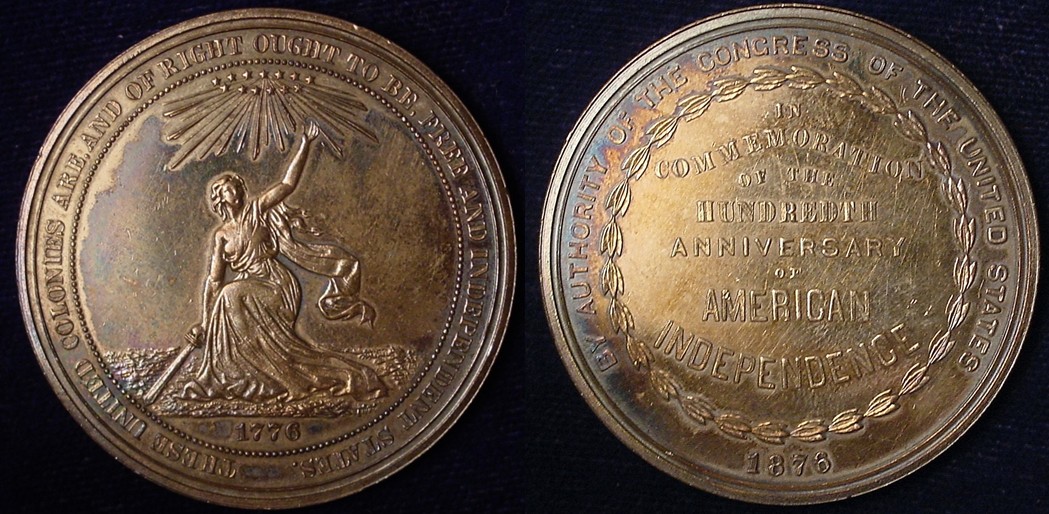 THESE UNITED COLONIES ARE, AND OF RIGHT OUGHT TO BE, FREE AND INDEPENDENT STATES.
1776
BY AUTHORITY OF THE CONGRESS OF THE UNITED STATES
IN
COMMEMORATION
OF THE
HUNDREDTH
ANNIVERSARY
OF
AMERICAN
INDEPENDENCE
1876